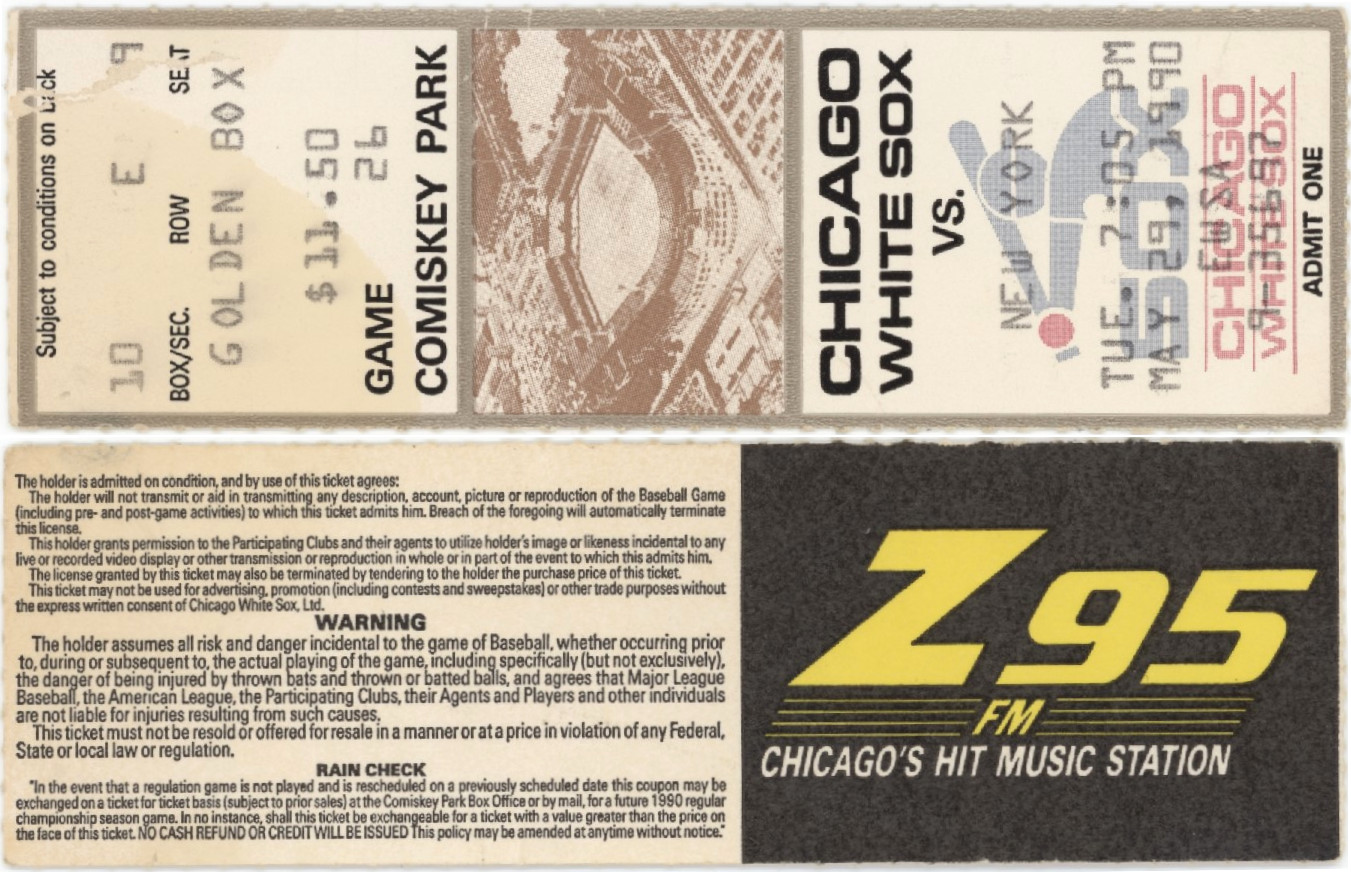 Subject to conditions on back
10 E 9
BOX/SEC. ROW SEAT
GOLDEN BOX
$11.50
GAME 26
COMISKEY PARK
CHICAGO
WHITE SOX
VS.
NEW YORK
TUE. 7:05 PM
MAY 29, 1990
SOX
EWSA
CHICAGO
WHITE SOX
ADMIT ONE
The holder is admitted on condition, and by use of this ticket agrees:
The holder will not transmit or aid in transmitting any description, account, picture or reproduction of the Baseball Game
(including pre- and post-game activities) to which this ticket admits him. Breach of the foregoing will automatically terminate
this license.
This holder grants permission to the Participating Clubs and their agents to utilize holder's image or likeness incidental to any
live or recorded video display or other transmission or reproduction in whole or in part of the event to which this admits him.
The license granted by this ticket may also be terminated by tendering to the holder the purchase price of this ticket.
This ticket may not be used for advertising, promotion (including contests and sweepstakes) or other trade purposes without
the express written consent of Chicago White Sox, Ltd.
WARNING
The holder assumes all risk and danger incidental to the game of Baseball, whether occurring prior
to, during or subsequent to, the actual playing of the game, including specifically (but not exclusively),
the danger of being injured by thrown bats and thrown or batted balls, and agrees that Major League
Baseball, the American League, the Participating Clubs, their Agents and Players and other individuals
are not liable for injuries resulting from such causes.
This ticket must not be resold or offered for resale in a manner or at a price in violation of any Federal,
State or local law or regulation.
RAIN CHECK
"In the event that a regulation game is not played and is rescheduled on a previously scheduled date this coupon may be
exchanged on a ticket for ticket basis (subject to prior sales) at the Comiskey Park Box Office or by mail, for a future 1990 regular
championship season game. In no instance, shall this ticket be exchangeable for a ticket with a value greater than the price on
the face of this ticket. NO CASH REFUND OR CREDIT WILL BE ISSUED This policy may be amended at anytime without notice."
Z95
FM
CHICAGO'S HIT MUSIC STATION